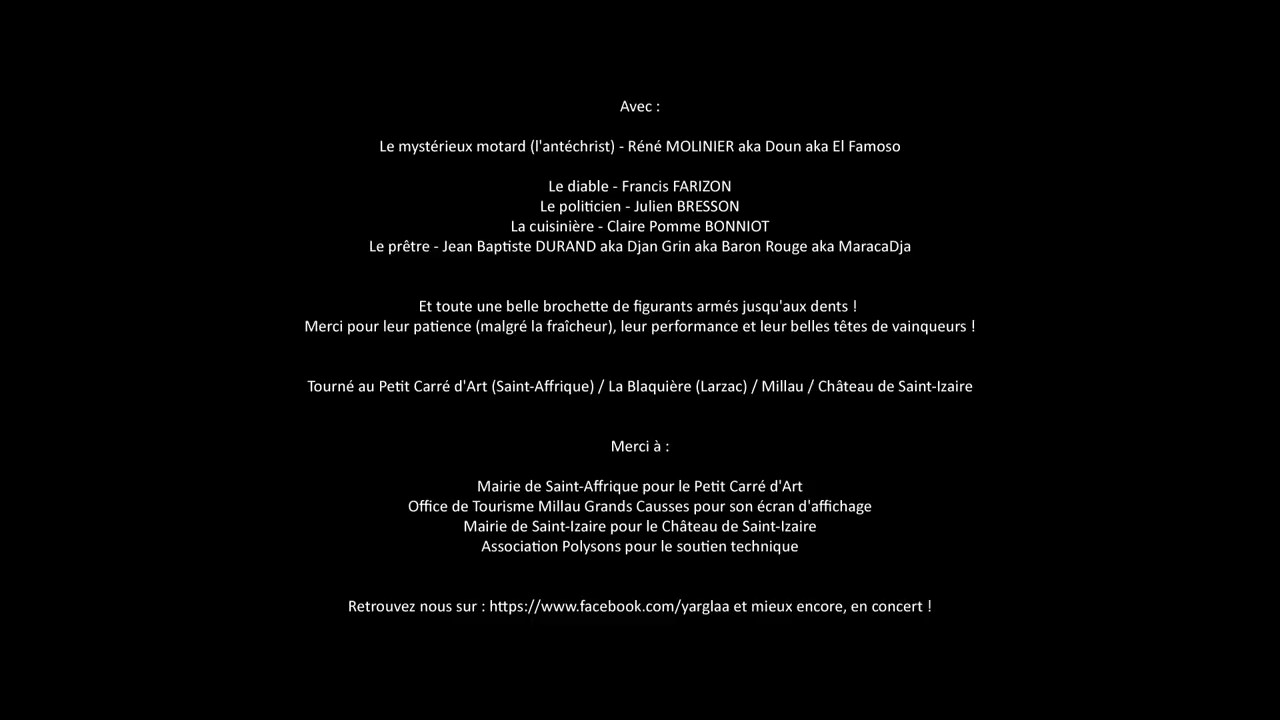 Avec :
Le mystérieux motard (l'antéchrist) - Réné MOLINIER aka Doun aka El Famoso
Le diable - Francis FARIZON
Le politicien - Julien BRESSON
La cuisinière - Claire Pomme BONNIOT
Le prêtre - Jean Baptiste DURAND aka Djan Grin aka Baron Rouge aka MaracaDja
Et toute une belle brochette de figurants armés jusqu'aux dents !
Merci pour leur patience (malgré la fraîcheur), leur performance et leur belles têtes de vainqueurs !
Tourné au Petit Carré d'Art (Saint-Affrique) / La Blaquière (Larzac) / Millau / Château de Saint-Izaire
Merci à :
Mairie de Saint-Affrique pour le Petit Carré d'Art
Office de Tourisme Millau Grands Causses pour son écran d'affichage
Mairie de Saint-Izaire pour le Château de Saint-Izaire
Association Polysons pour le soutien technique
Retrouvez nous sur : https://www.facebook.com/yarglaa et mieux encore, en concert !